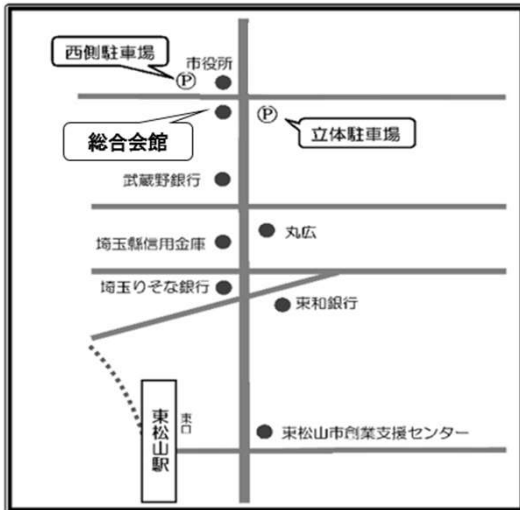 西側駐車場
市役所
Ⓟ
総合会館
Ⓟ
立体駐車場
武蔵野銀行
丸広
埼玉縣信用金庫
埼玉りそな銀行
東和銀行
東松山駅
東口
東松山市創業支援センター